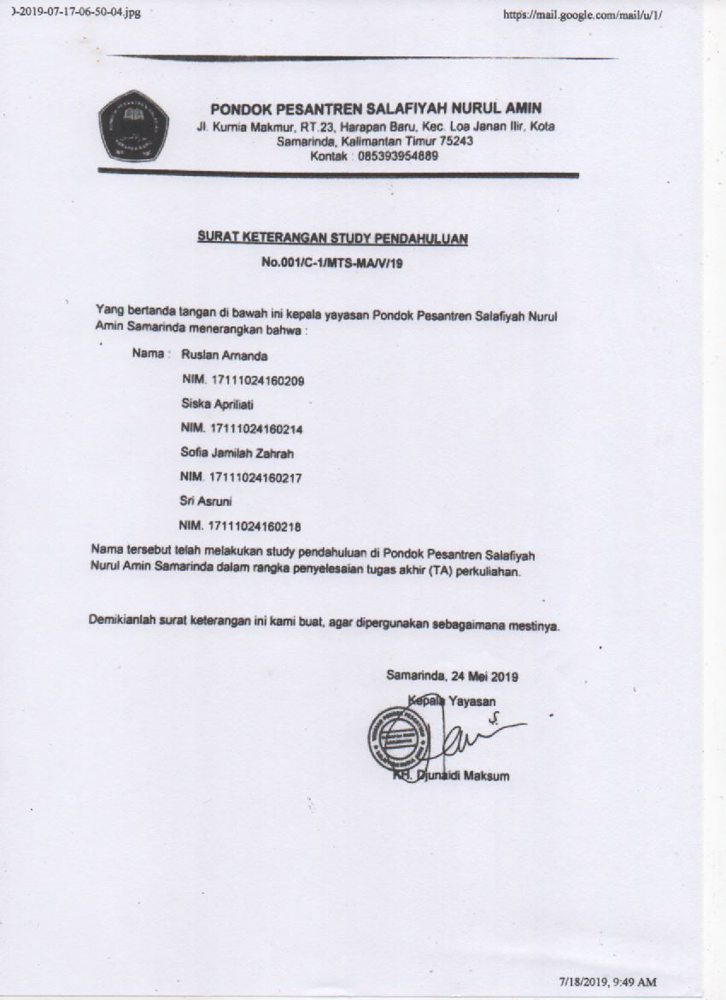 )-2019-07-17-06-50-04.jpg
https://mail.google.com/mail/u/1/
PONDOK PESANTREN SALAFIYAH NURUL AMIN
Jl. Kurnia Makmur, RT.23, Harapan Baru, Kec. Loa Janan Ilir, Kota
Samarinda, Kalimantan Timur 75243
Kontak : 085393954889
SURAT KETERANGAN STUDY PENDAHULUAN
No.001/C-1/MTS-MA/V/19
Yang bertanda tangan di bawah ini kepala yayasan Pondok Pesantren Salafiyah Nurul
Amin Samarinda menerangkan bahwa :
Nama : Ruslan Arnanda
NIM. 17111024160209
Siska Apriliati
NIM. 17111024160214
Sofia Jamilah Zahrah
NIM. 17111024160217
Sri Asruni
NIM. 17111024160218
Nama tersebut telah melakukan study pendahuluan di Pondok Pesantren Salafiyah
Nurul Amin Samarinda dalam rangka penyelesaian tugas akhir (TA) perkuliahan.
Demikianlah surat keterangan ini kami buat, agar dipergunakan sebagaimana mestinya.
Samarinda, 24 Mei 2019
Kepala Yayasan
KH. Djunaidi Maksum
7/18/2019, 9:49 AM